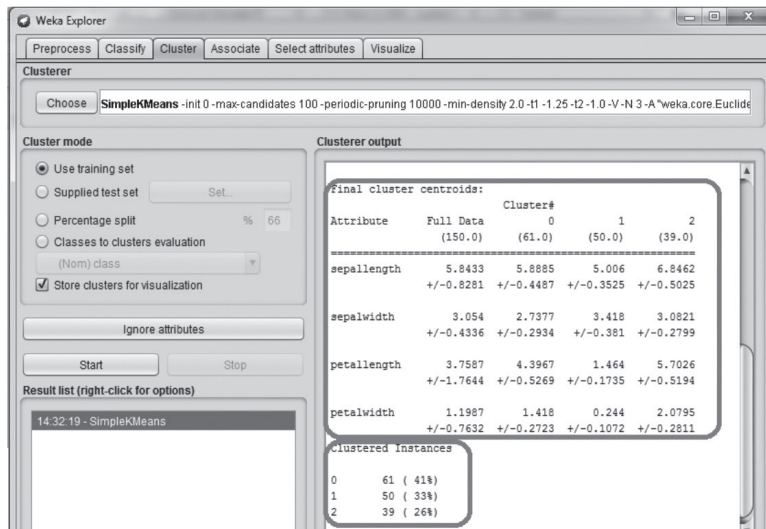 Weka Explorer
Preprocess Classify Cluster Associate Select attributes Visualize
Clusterer
Choose SimpleKMeans -init 0 -max-candidates 100 -periodic-pruning 10000 -min-density 2.0 -t1 -1.25 -t2 -1.0 -V -N 3 -A "weka.core.Euclide
Cluster mode
Use training set
Supplied test set Set...
Percentage split % 66
Classes to clusters evaluation
(Nom) class
Store clusters for visualization
Ignore attributes
Start Stop
Result list (right-click for options)
14:32:19 - SimpleKMeans
Clusterer output
Final cluster centroids:
Cluster#
Attribute Full Data 0 1 2
(150.0) (61.0) (50.0) (39.0)
==================================================================
sepallength 5.8433 5.8885 5.006 6.8462
+/-0.8281 +/-0.4487 +/-0.3525 +/-0.5025
sepalwidth 3.054 2.7377 3.418 3.0821
+/-0.4336 +/-0.2934 +/-0.381 +/-0.2799
petallength 3.7587 4.3967 1.464 5.7026
+/-1.7644 +/-0.5269 +/-0.1735 +/-0.5194
petalwidth 1.1987 1.418 0.244 2.0795
+/-0.7632 +/-0.2723 +/-0.1072 +/-0.2811
Clustered Instances
0 61 ( 41%)
1 50 ( 33%)
2 39 ( 26%)